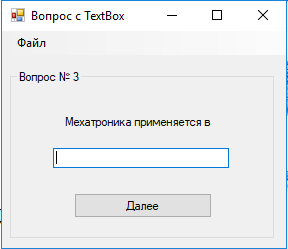 Вопрос с TextBox
Файл
Вопрос № 3
Мехатроника применяется в
Далее